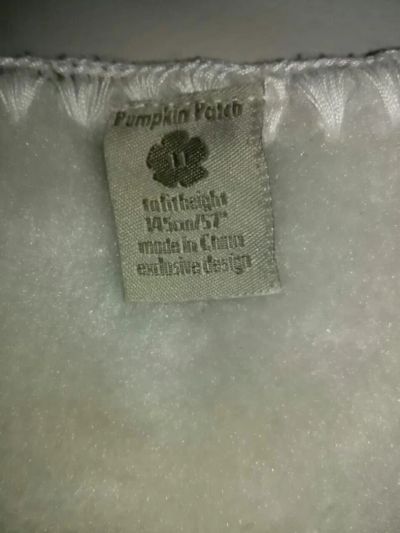 Pumpkin Patch
11
to fit height
145cm/57"
made in China
exclusive design